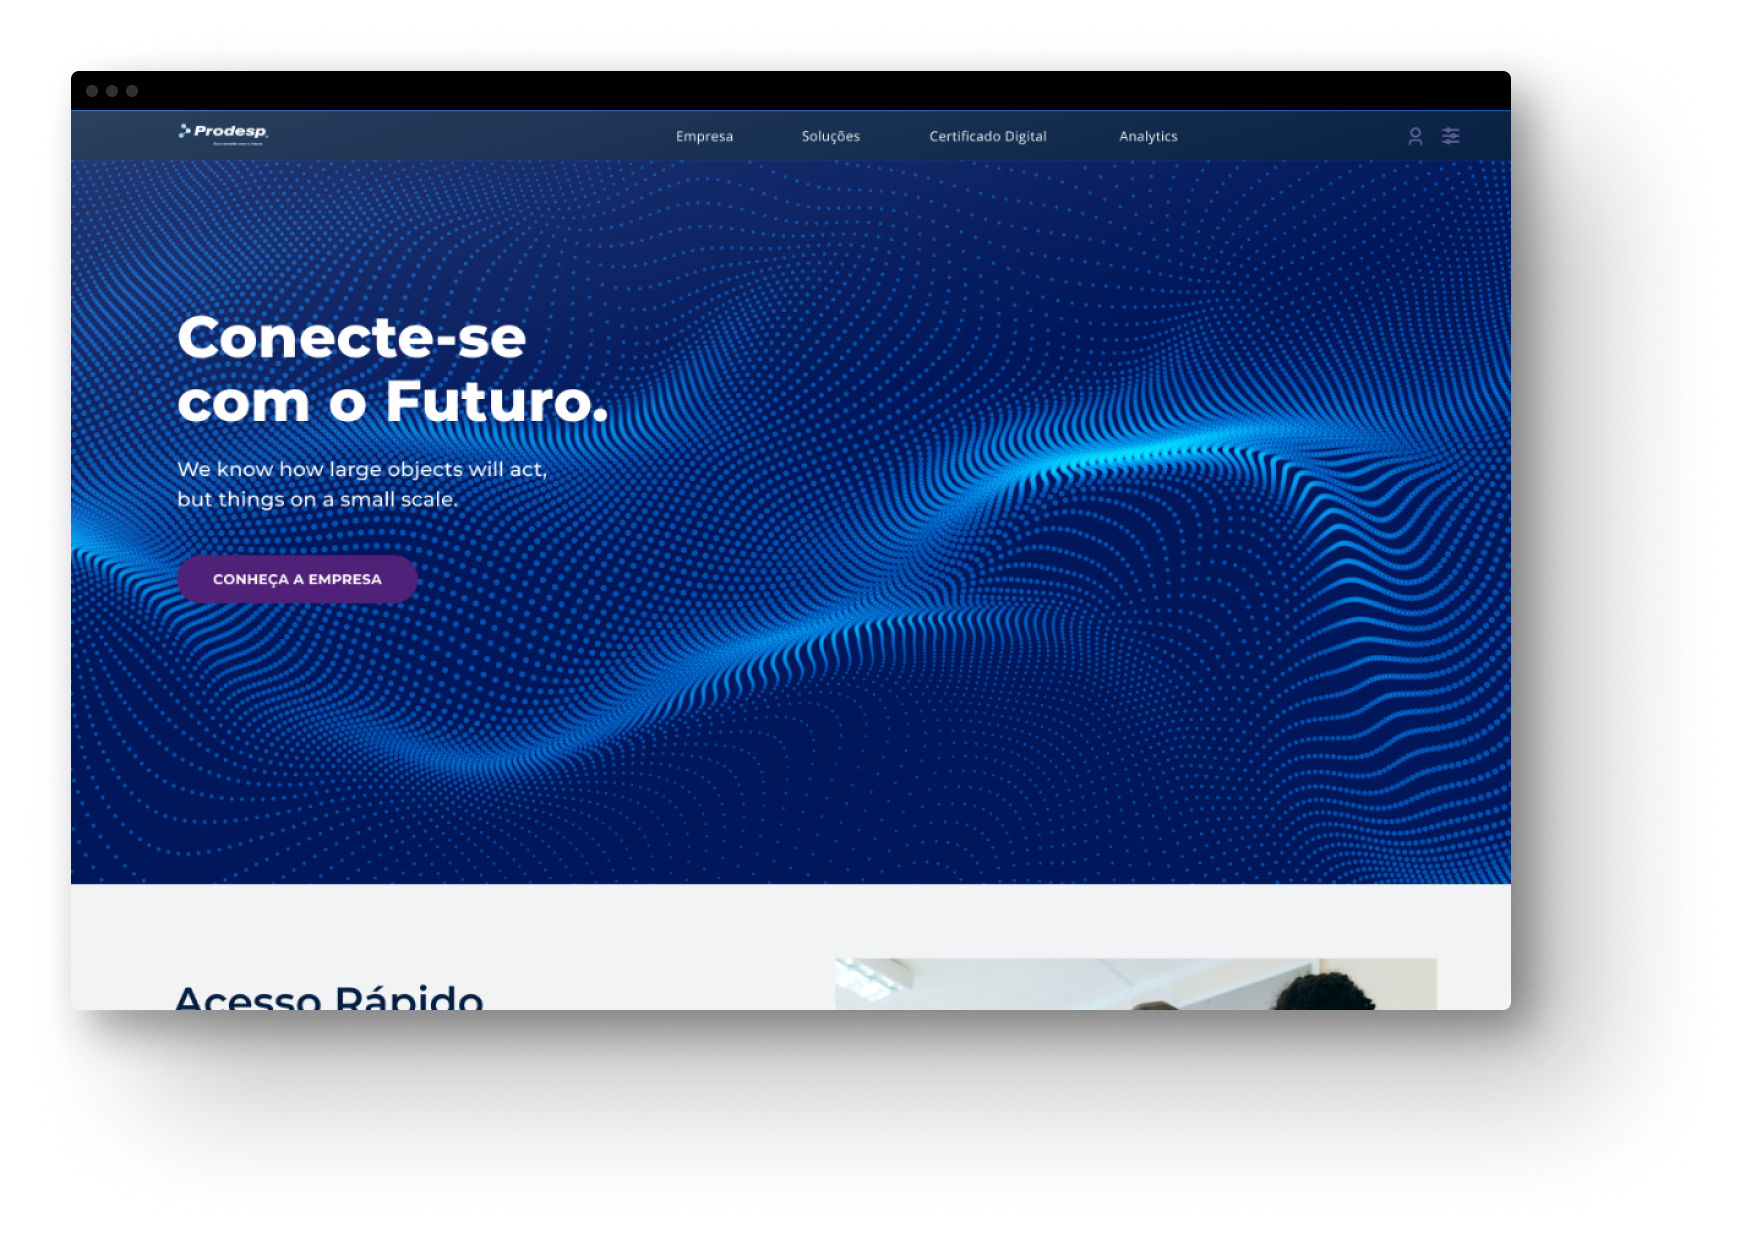 Prodesp
Empresa
Soluções
Certificado Digital
Analytics
Conecte-se
com o Futuro.
We know how large objects will act,
but things on a small scale.
CONHEÇA A EMPRESA
Acesso Rápido